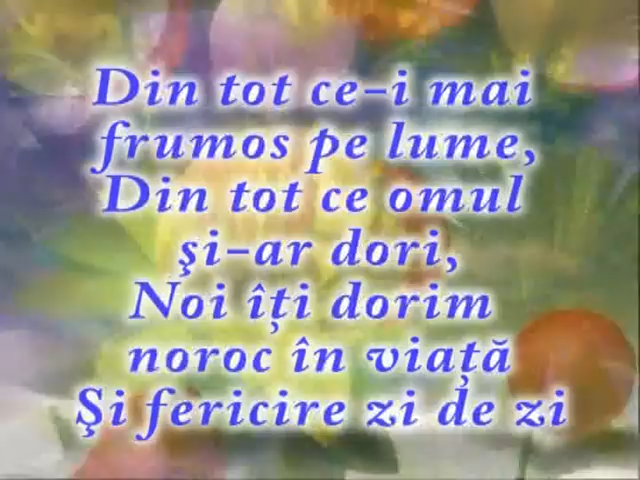 Din tot ce-i mai
frumos pe lume,
Din tot ce omul
şi-ar dori,
Noi îţi dorim
noroc în viaţă
Şi fericire zi de zi